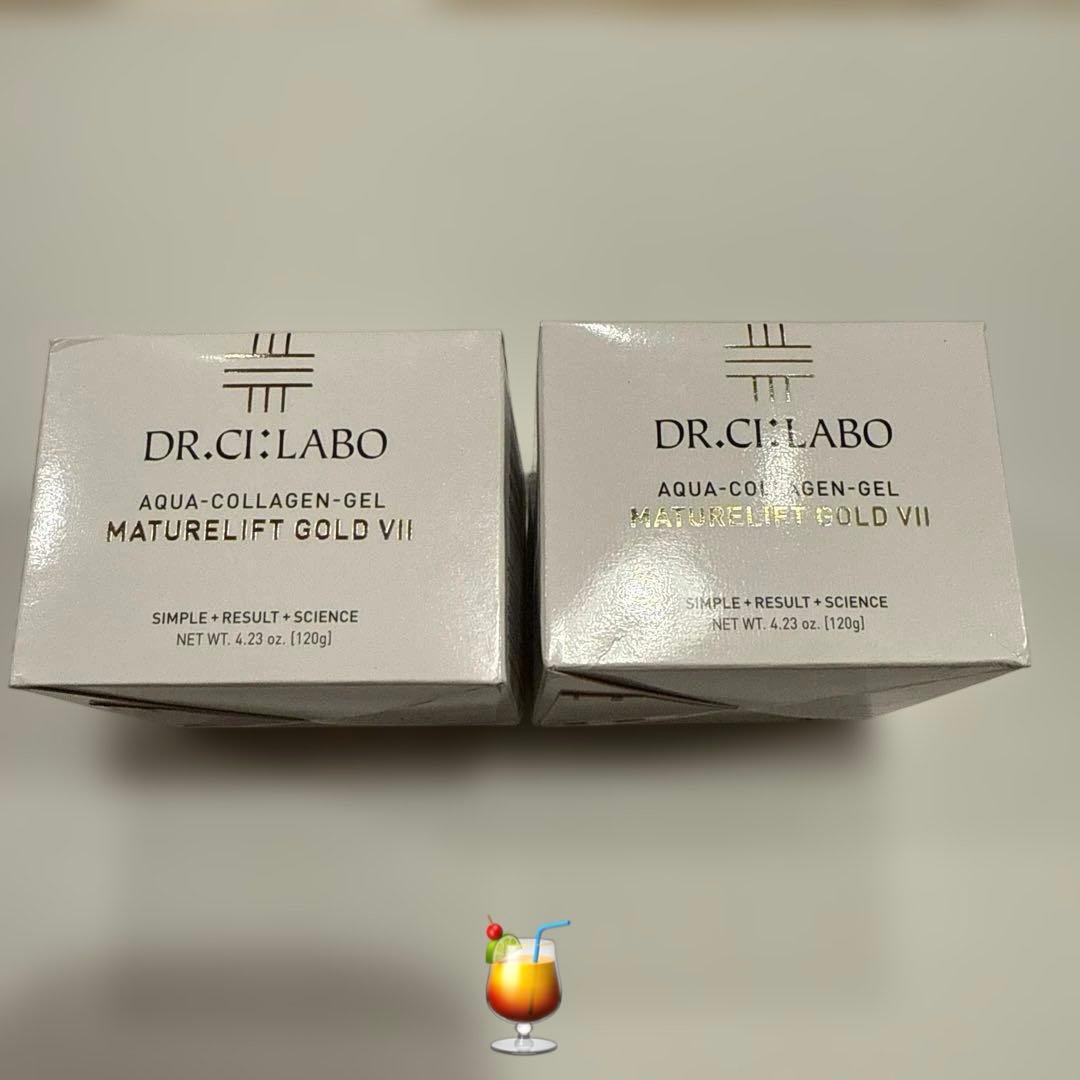 DR.CI:LABO
AQUA-COLLAGEN-GEL
MATURELIFT GOLD VII
SIMPLE+RESULT+SCIENCE
NET WT. 4.23 oz. [120g]
DR.CI:LABO
AQUA-COLLAGEN-GEL
MATURELIFT GOLD VII
SIMPLE+RESULT+SCIENCE
NET WT. 4.23 oz. [120g]